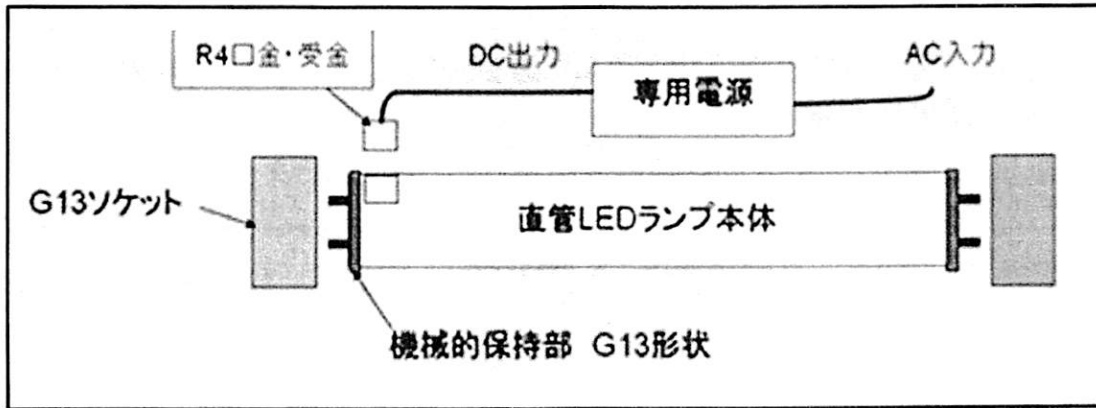 R4口金・受金
DC出力
AC入力
専用電源
G13ソケット
直管LEDランプ本体
機械的保持部 G13形状